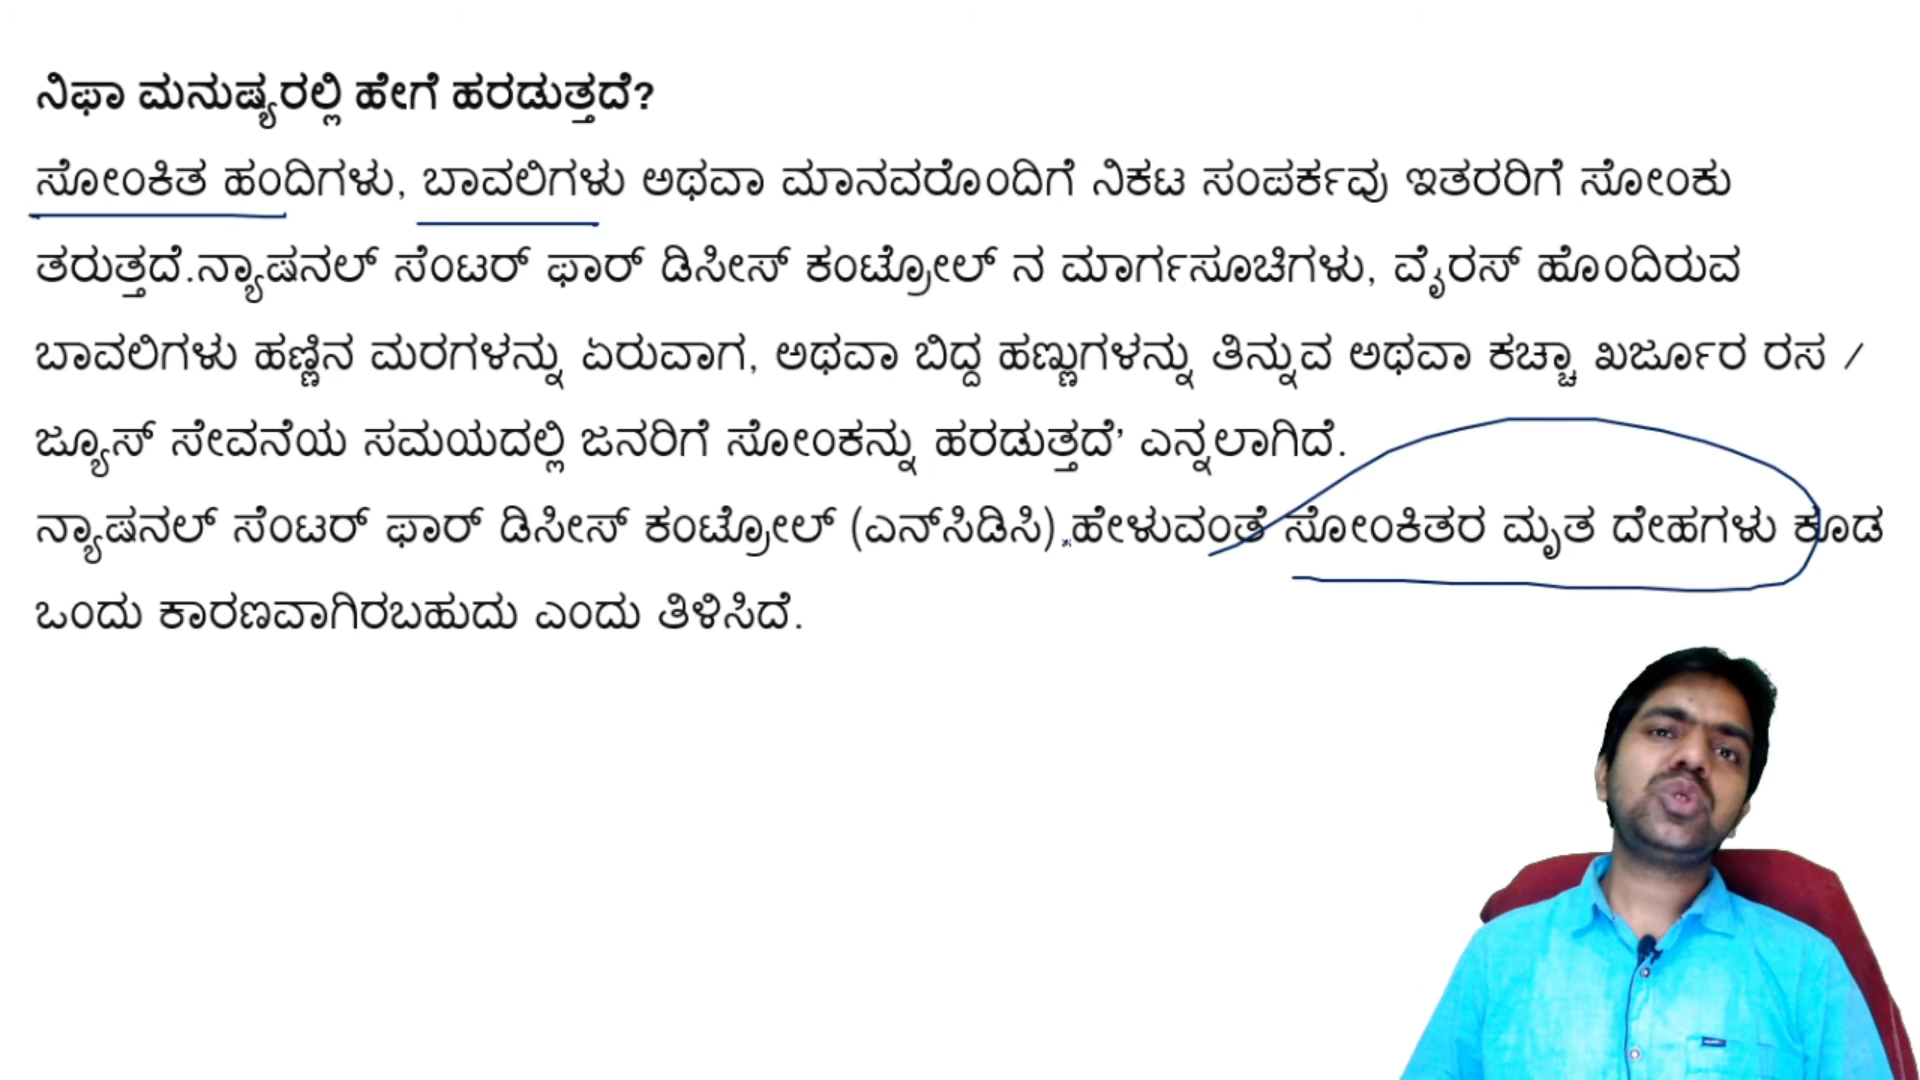 ನಿಫಾ ಮನುಷ್ಯರಲ್ಲಿ ಹೇಗೆ ಹರಡುತ್ತದೆ?
ಸೋಂಕಿತ ಹಂದಿಗಳು, ಬಾವಲಿಗಳು ಅಥವಾ ಮಾನವರೊಂದಿಗೆ ನಿಕಟ ಸಂಪರ್ಕವು ಇತರರಿಗೆ ಸೋಂಕು
ತರುತ್ತದೆ.ನ್ಯಾಷನಲ್ ಸೆಂಟರ್ ಫಾರ್ ಡಿಸೀಸ್ ಕಂಟ್ರೋಲ್ ನ ಮಾರ್ಗಸೂಚಿಗಳು, ವೈರಸ್ ಹೊಂದಿರುವ
ಬಾವಲಿಗಳು ಹಣ್ಣಿನ ಮರಗಳನ್ನು ಏರುವಾಗ, ಅಥವಾ ಬಿದ್ದ ಹಣ್ಣುಗಳನ್ನು ತಿನ್ನುವ ಅಥವಾ ಕಚ್ಚಾ ಖರ್ಜೂರ ರಸ /
ಜ್ಯೂಸ್ ಸೇವನೆಯ ಸಮಯದಲ್ಲಿ ಜನರಿಗೆ ಸೋಂಕನ್ನು ಹರಡುತ್ತದೆ’ ಎನ್ನಲಾಗಿದೆ.
ನ್ಯಾಷನಲ್ ಸೆಂಟರ್ ಫಾರ್ ಡಿಸೀಸ್ ಕಂಟ್ರೋಲ್ (ಎನ್‌ಸಿಡಿಸಿ) ಹೇಳುವಂತೆ ಸೋಂಕಿತರ ಮೃತ ದೇಹಗಳು ಕೂಡ
ಒಂದು ಕಾರಣವಾಗಿರಬಹುದು ಎಂದು ತಿಳಿಸಿದೆ.